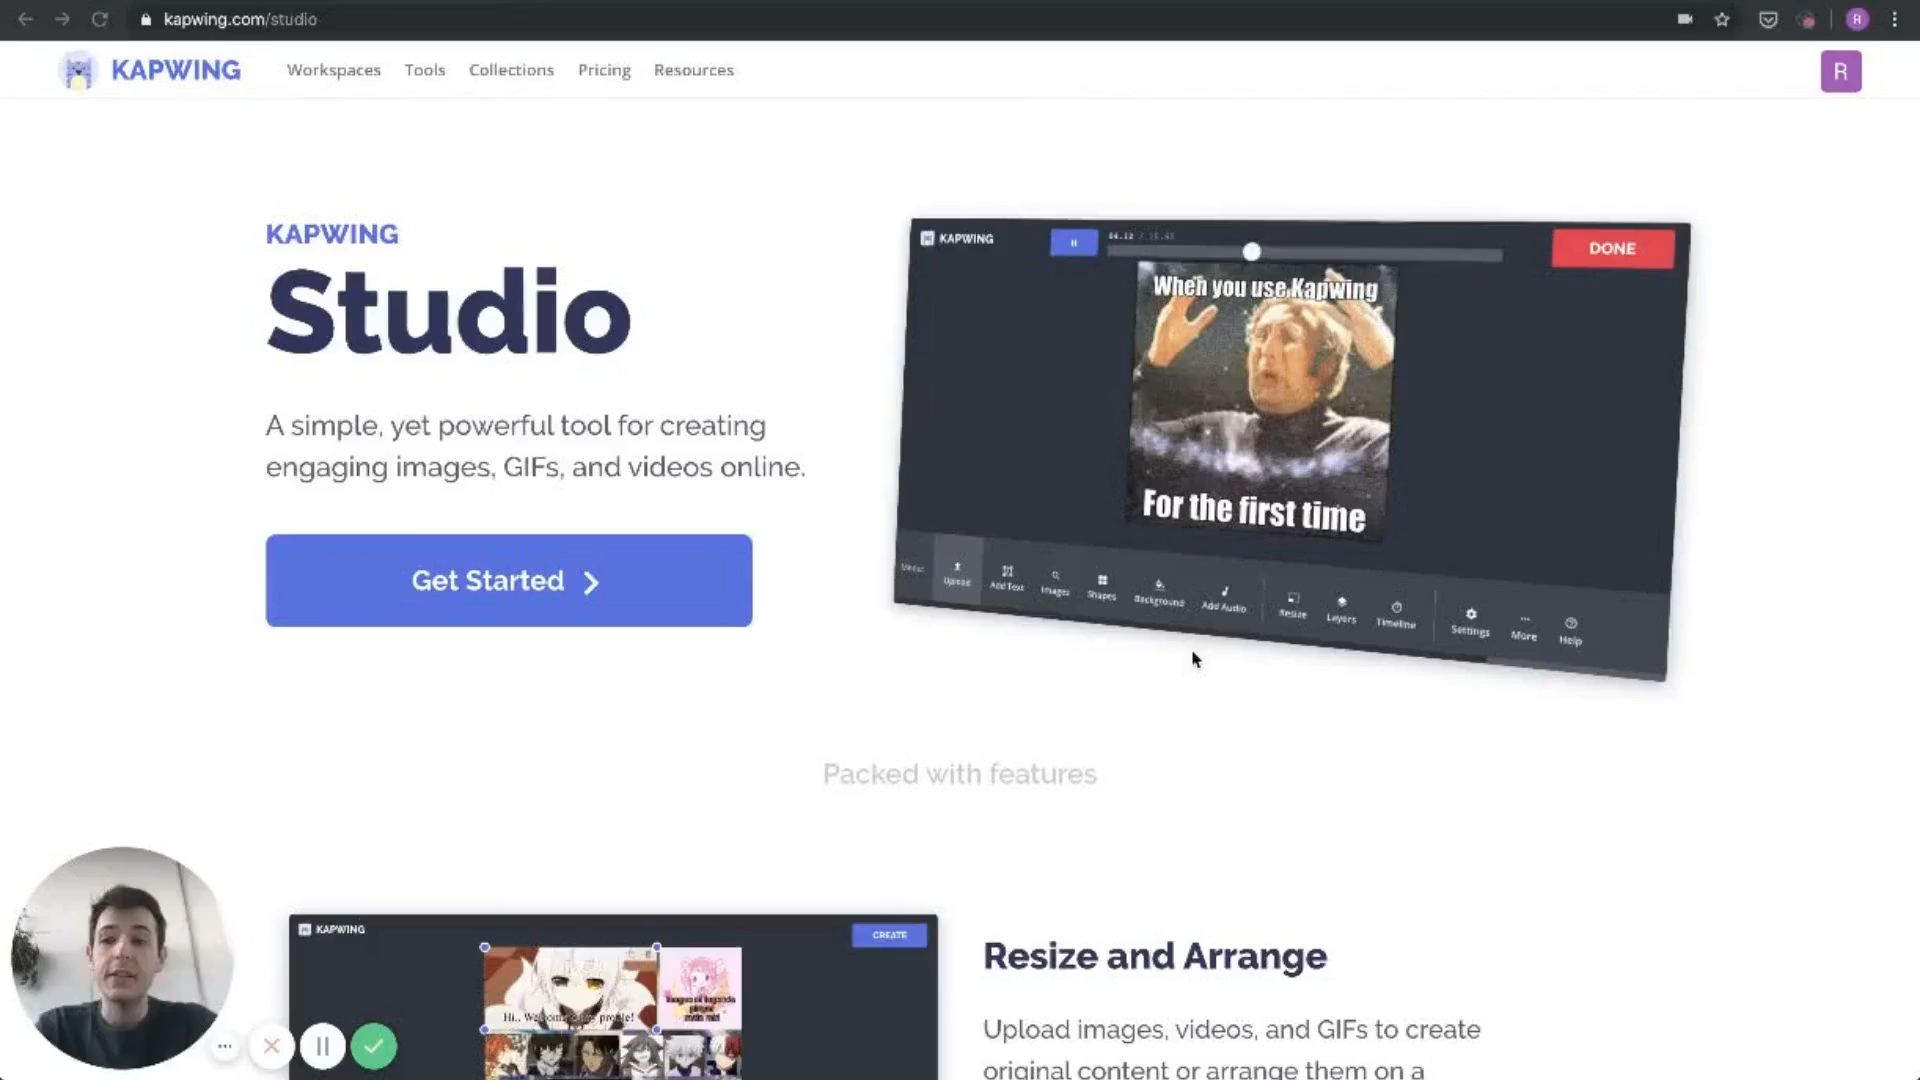 kapwing.com/studio
R
KAPWING
Workspaces
Tools
Collections
Pricing
Resources
R
KAPWING
Studio
A simple, yet powerful tool for creating
engaging images, GIFs, and videos online.
Get Started
KAPWING
DONE
When you use Kapwing
For the first time
Upload
Add Text
Images
Shapes
Background
Add Audio
Resize
Layers
Timeline
Settings
More
Help
Packed with features
KAPWING
CREATE
Resize and Arrange
Upload images, videos, and GIFs to create
original content or arrange them on a